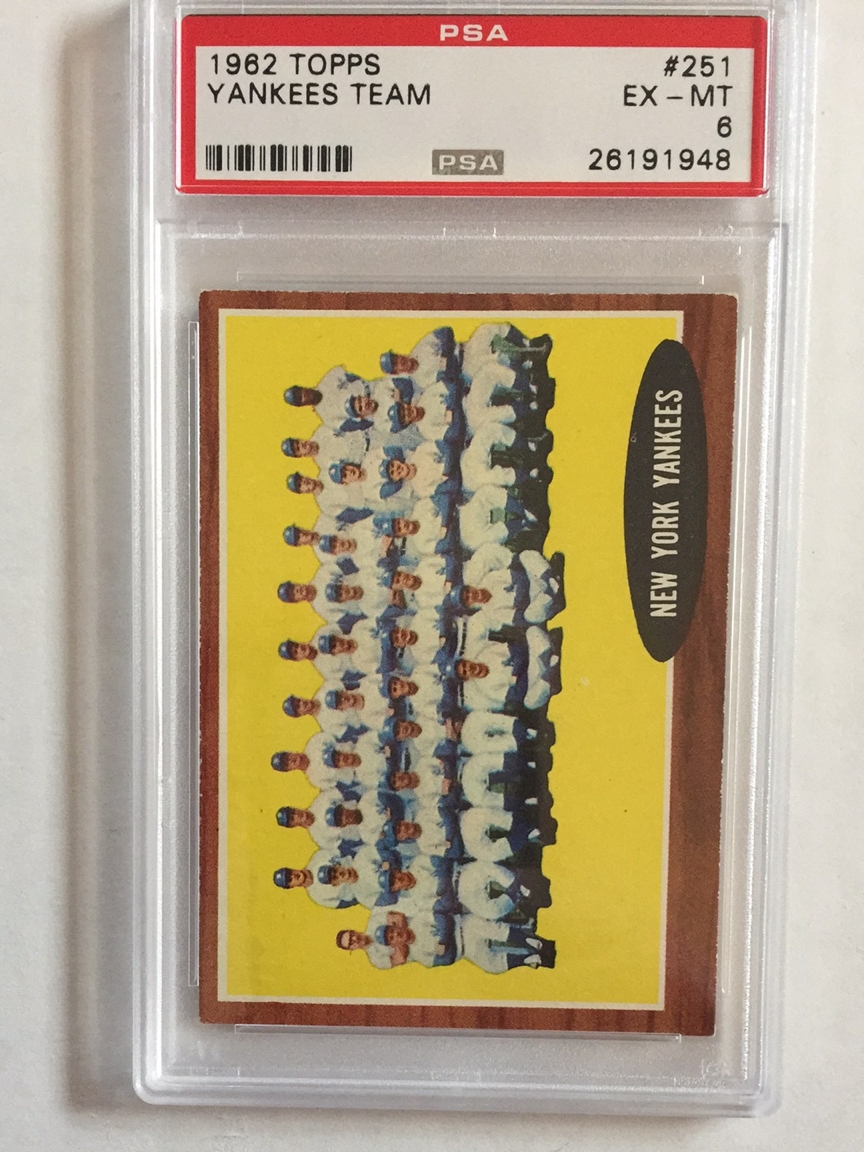 PSA
1962 TOPPS #251
YANKEES TEAM EX-MT
6
PSA 26191948
NEW YORK YANKEES